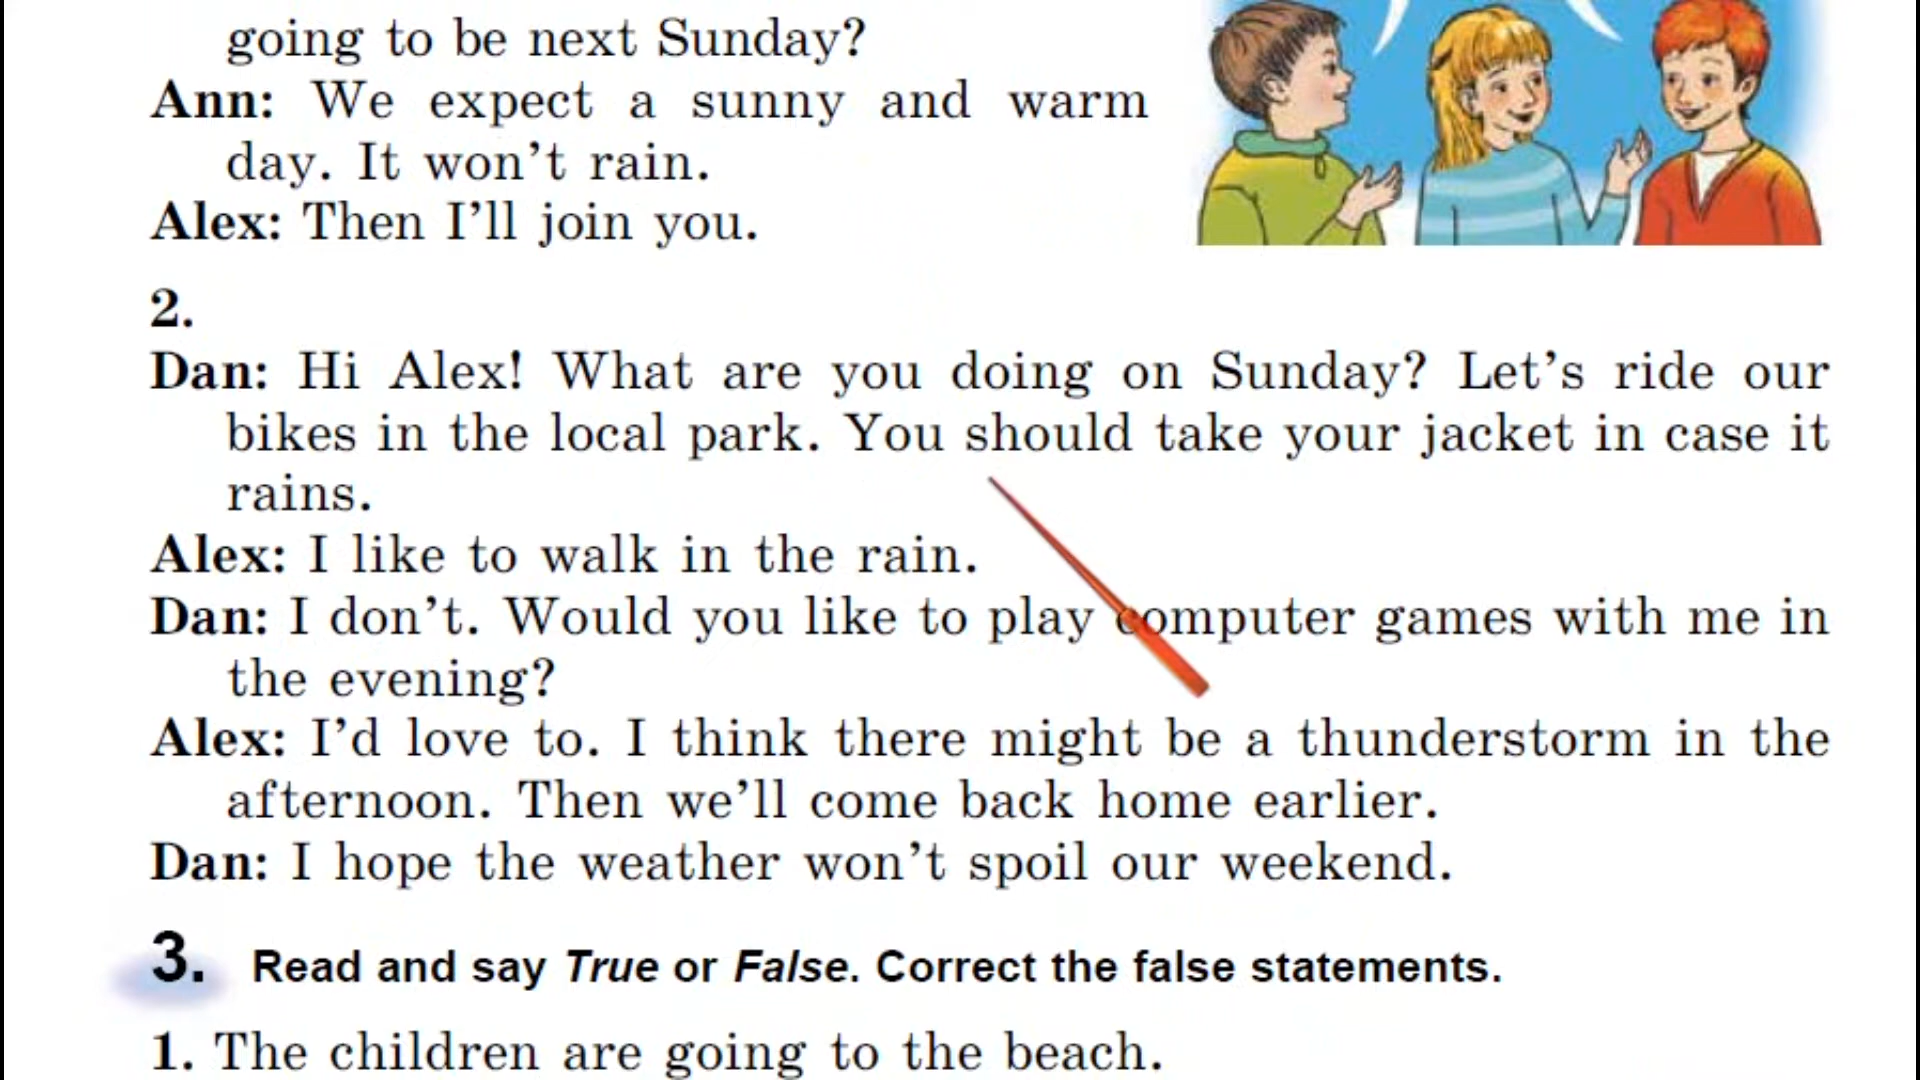 going to be next Sunday?
Ann: We expect a sunny and warm
day. It won’t rain.
Alex: Then I’ll join you.
2.
Dan: Hi Alex! What are you doing on Sunday? Let’s ride our
bikes in the local park. You should take your jacket in case it
rains.
Alex: I like to walk in the rain.
Dan: I don’t. Would you like to play computer games with me in
the evening?
Alex: I’d love to. I think there might be a thunderstorm in the
afternoon. Then we’ll come back home earlier.
Dan: I hope the weather won’t spoil our weekend.
3. Read and say True or False. Correct the false statements.
1. The children are going to the beach.